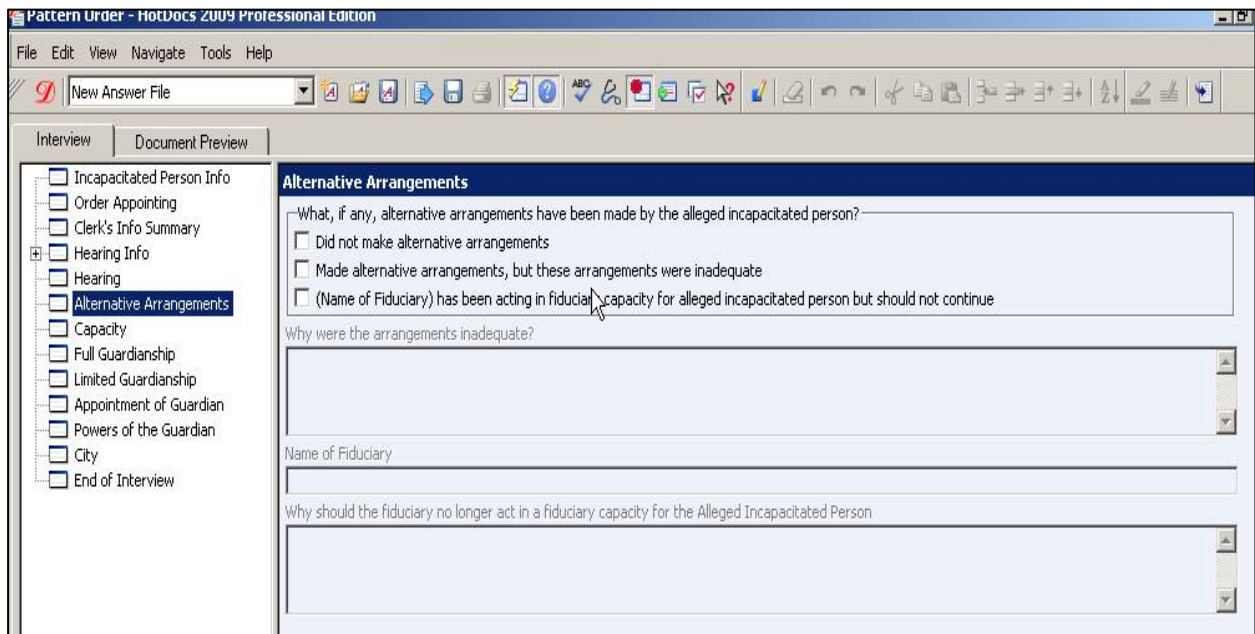 Pattern Order - HotDocs 2009 Professional Edition
File Edit View Navigate Tools Help
New Answer File
Interview Document Preview
Incapacitated Person Info
Order Appointing
Clerk's Info Summary
Hearing Info
Hearing
Alternative Arrangements
Capacity
Full Guardianship
Limited Guardianship
Appointment of Guardian
Powers of the Guardian
City
End of Interview
Alternative Arrangements
What, if any, alternative arrangements have been made by the alleged incapacitated person?
Did not make alternative arrangements
Made alternative arrangements, but these arrangements were inadequate
(Name of Fiduciary) has been acting in fiduciary capacity for alleged incapacitated person but should not continue
Why were the arrangements inadequate?
Name of Fiduciary
Why should the fiduciary no longer act in a fiduciary capacity for the Alleged Incapacitated Person